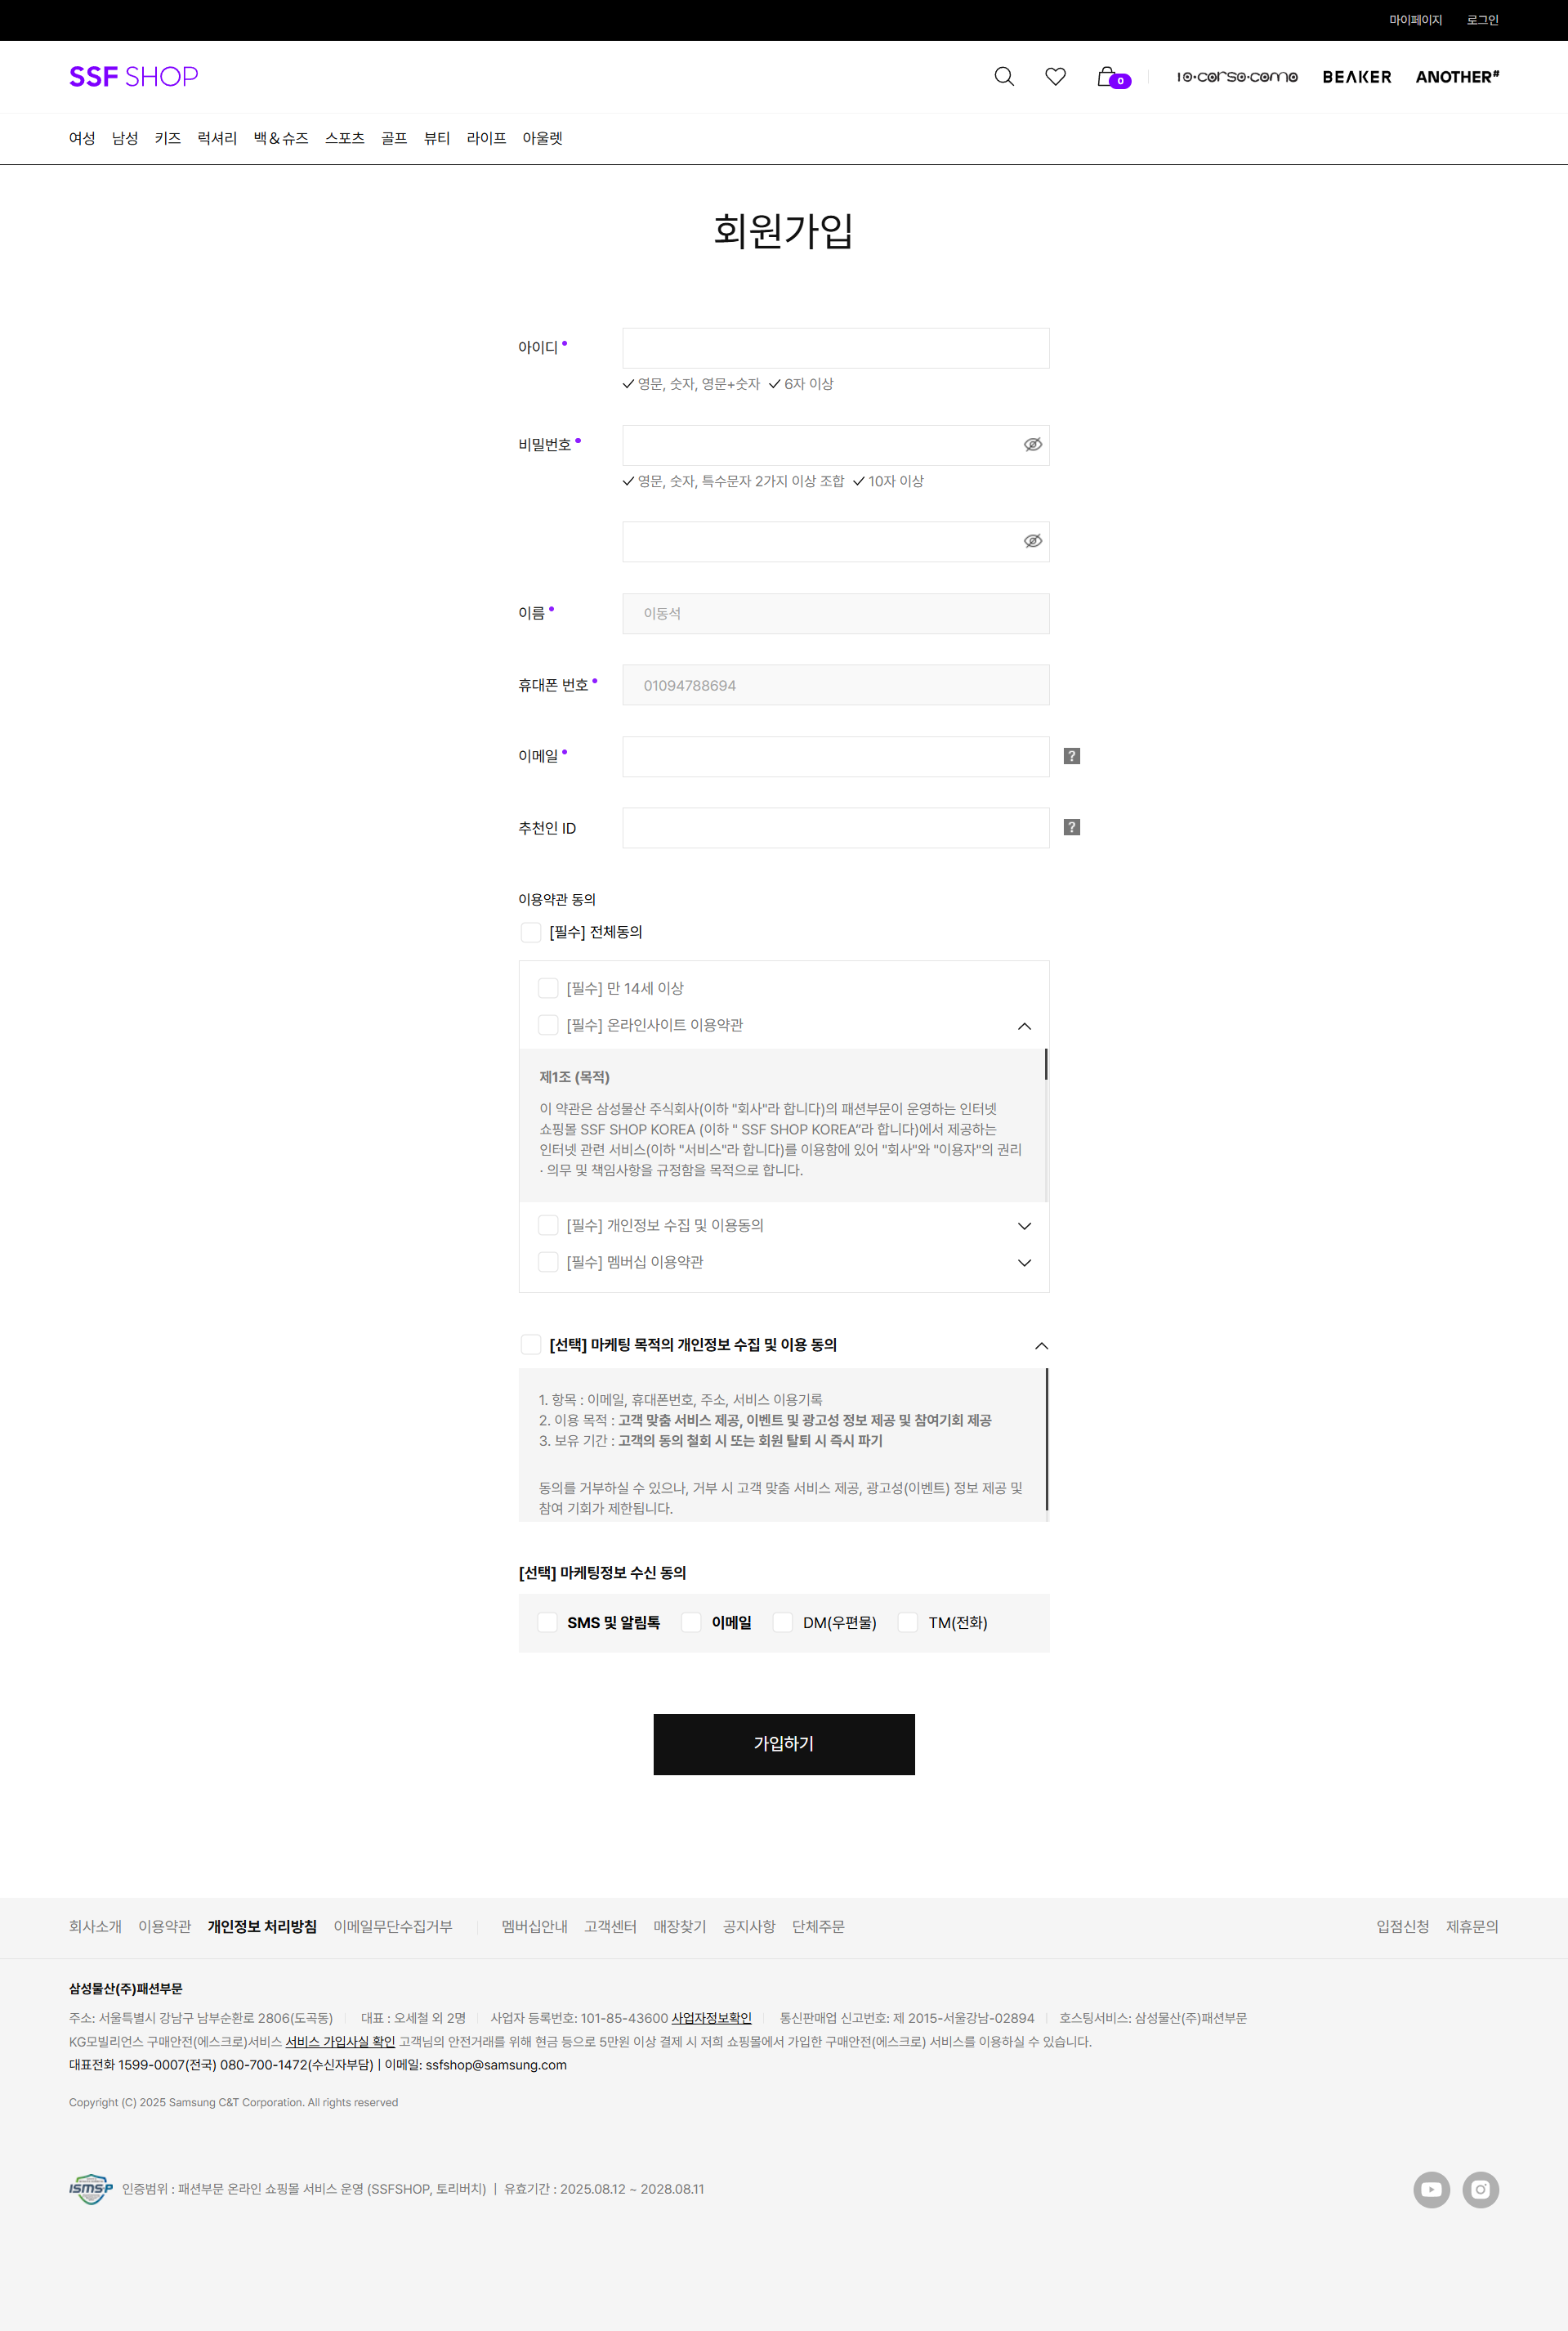 마이페이지 로그인
SSF SHOP
0
10·corso·como BEAKER ANOTHER#
여성 남성 키즈 럭셔리 백&슈즈 스포츠 골프 뷰티 라이프 아울렛
회원가입
아이디
영문, 숫자, 영문+숫자 6자 이상
비밀번호
영문, 숫자, 특수문자 2가지 이상 조합 10자 이상
이름 이동석
휴대폰 번호 01094788694
이메일 ?
추천인 ID ?
이용약관 동의
[필수] 전체동의
[필수] 만 14세 이상
[필수] 온라인사이트 이용약관
제1조 (목적)
이 약관은 삼성물산 주식회사(이하 "회사"라 합니다)의 패션부문이 운영하는 인터넷
쇼핑몰 SSF SHOP KOREA (이하 " SSF SHOP KOREA”라 합니다)에서 제공하는
인터넷 관련 서비스(이하 "서비스"라 합니다)를 이용함에 있어 "회사"와 "이용자"의 권리
· 의무 및 책임사항을 규정함을 목적으로 합니다.
[필수] 개인정보 수집 및 이용동의
[필수] 멤버십 이용약관
[선택] 마케팅 목적의 개인정보 수집 및 이용 동의
1. 항목 : 이메일, 휴대폰번호, 주소, 서비스 이용기록
2. 이용 목적 : 고객 맞춤 서비스 제공, 이벤트 및 광고성 정보 제공 및 참여기회 제공
3. 보유 기간 : 고객의 동의 철회 시 또는 회원 탈퇴 시 즉시 파기
동의를 거부하실 수 있으나, 거부 시 고객 맞춤 서비스 제공, 광고성(이벤트) 정보 제공 및
참여 기회가 제한됩니다.
[선택] 마케팅정보 수신 동의
SMS 및 알림톡 이메일 DM(우편물) TM(전화)
가입하기
회사소개 이용약관 개인정보 처리방침 이메일무단수집거부 멤버십안내 고객센터 매장찾기 공지사항 단체주문 입점신청 제휴문의
삼성물산(주)패션부문
주소: 서울특별시 강남구 남부순환로 2806(도곡동) 대표 : 오세철 외 2명 사업자 등록번호: 101-85-43600 사업자정보확인 통신판매업 신고번호: 제 2015-서울강남-02894 호스팅서비스: 삼성물산(주)패션부문
KG모빌리언스 구매안전(에스크로)서비스 서비스 가입사실 확인 고객님의 안전거래를 위해 현금 등으로 5만원 이상 결제 시 저희 쇼핑몰에서 가입한 구매안전(에스크로) 서비스를 이용하실 수 있습니다.
대표전화 1599-0007(전국) 080-700-1472(수신자부담) | 이메일: ssfshop@samsung.com
Copyright (C) 2025 Samsung C&T Corporation. All rights reserved
ISMS-P 인증범위 : 패션부문 온라인 쇼핑몰 서비스 운영 (SSFSHOP, 토리버치) | 유효기간 : 2025.08.12 ~ 2028.08.11